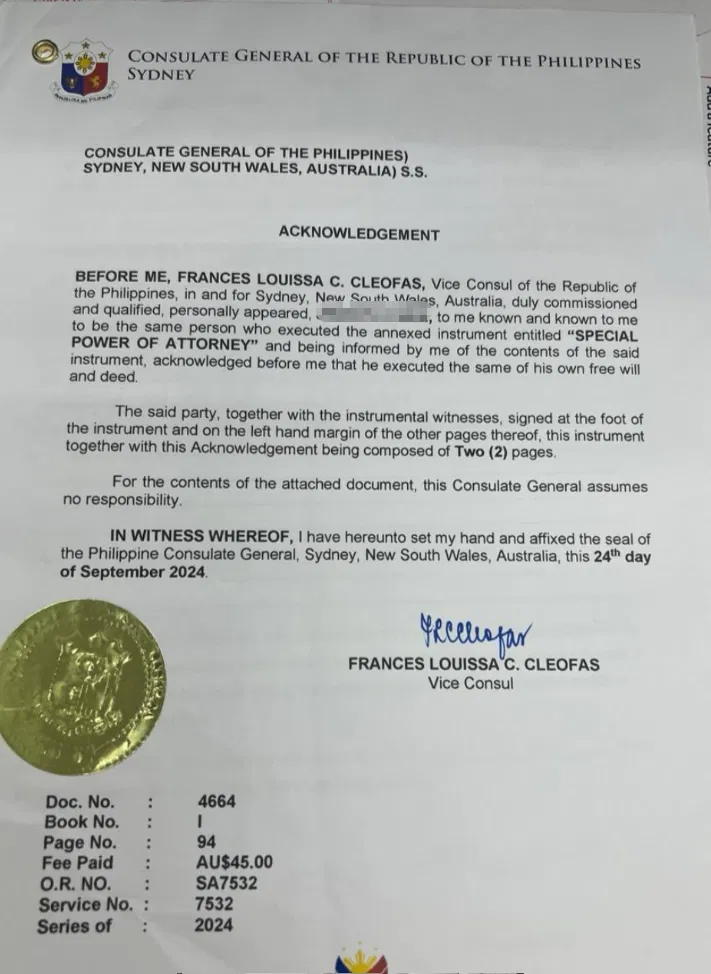 CONSULATE GENERAL OF THE REPUBLIC OF THE PHILIPPINES
SYDNEY
CONSULATE GENERAL OF THE PHILIPPINES)
SYDNEY, NEW SOUTH WALES, AUSTRALIA) S.S.
ACKNOWLEDGEMENT
BEFORE ME, FRANCES LOUISSA C. CLEOFAS, Vice Consul of the Republic of
the Philippines, in and for Sydney, New South Wales, Australia, duly commissioned
and qualified, personally appeared, , to me known and known to me
to be the same person who executed the annexed instrument entitled “SPECIAL
POWER OF ATTORNEY” and being informed by me of the contents of the said
instrument, acknowledged before me that he executed the same of his own free will
and deed.
The said party, together with the instrumental witnesses, signed at the foot of
the instrument and on the left hand margin of the other pages thereof, this instrument
together with this Acknowledgement being composed of Two (2) pages.
For the contents of the attached document, this Consulate General assumes
no responsibility.
IN WITNESS WHEREOF, I have hereunto set my hand and affixed the seal of
the Philippine Consulate General, Sydney, New South Wales, Australia, this 24th day
of September 2024.
FRANCES LOUISSA C. CLEOFAS
Vice Consul
Doc. No. : 4664
Book No. : I
Page No. : 94
Fee Paid : AU$45.00
O.R. NO. : SA7532
Service No. : 7532
Series of : 2024